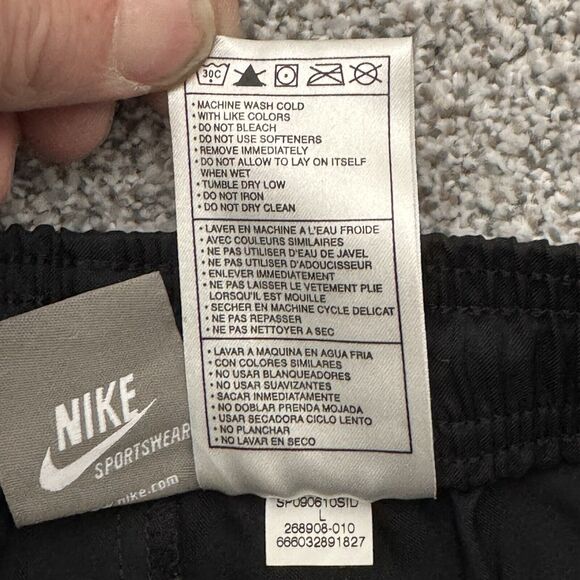 30C
• MACHINE WASH COLD
• WITH LIKE COLORS
• DO NOT BLEACH
• DO NOT USE SOFTENERS
• REMOVE IMMEDIATELY
• DO NOT ALLOW TO LAY ON ITSELF
WHEN WET
• TUMBLE DRY LOW
• DO NOT IRON
• DO NOT DRY CLEAN
• LAVER EN MACHINE A L'EAU FROIDE
• AVEC COULEURS SIMILAIRES
• NE PAS UTILISER D'EAU DE JAVEL
• NE PAS UTILISER D'ADOUCISSEUR
• ENLEVER IMMEDIATEMENT
• NE PAS LAISSER LE VETEMENT PLIE
LORSQU'IL EST MOUILLE
• SECHER EN MACHINE CYCLE DELICAT
• NE PAS REPASSER
• NE PAS NETTOYER A SEC
• LAVAR A MAQUINA EN AGUA FRIA
• CON COLORES SIMILARES
• NO USAR BLANQUEADORES
• NO USAR SUAVIZANTES
• SACAR INMEDIATAMENTE
• NO DOBLAR PRENDA MOJADA
• USAR SECADORA CICLO LENTO
• NO PLANCHAR
• NO LAVAR EN SECO
NIKE
SPORTSWEAR
nike.com
SP090610SID
L
268908-010
666032891827